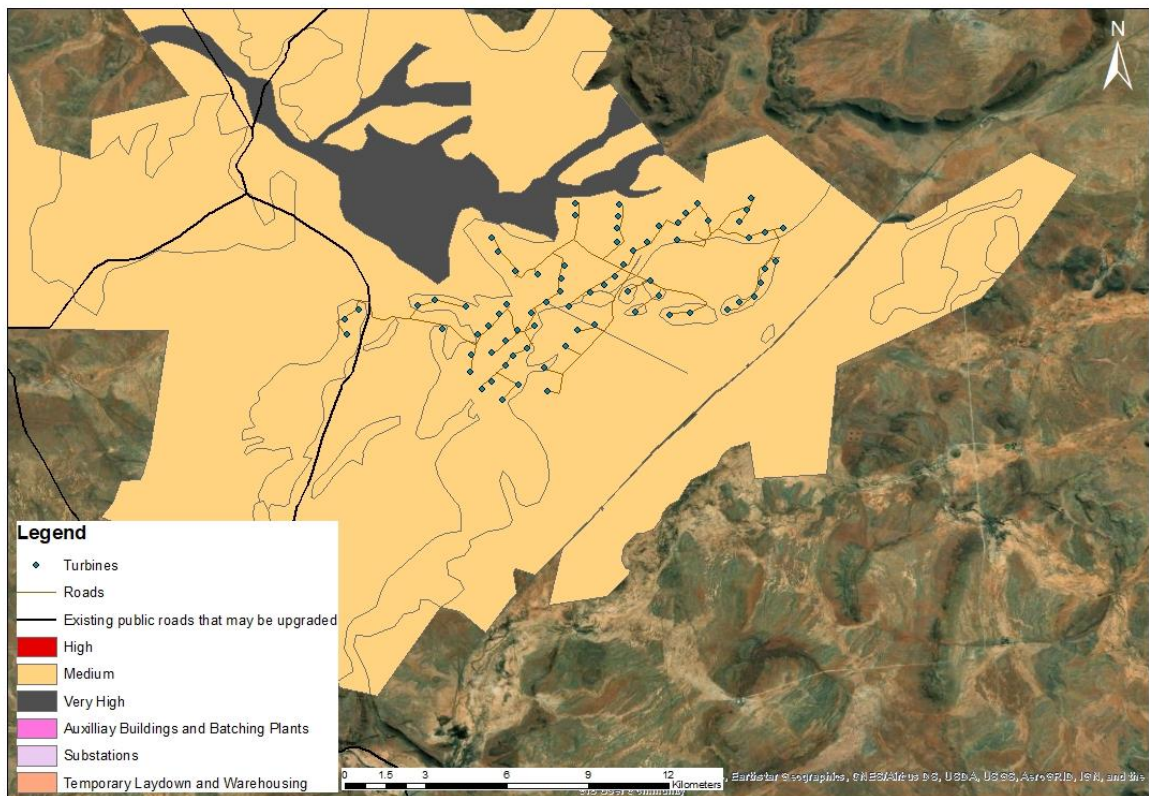 N
Legend
Turbines
Roads
Existing public roads that may be upgraded
High
Medium
Very High
Auxilliay Buildings and Batching Plants
Substations
Temporary Laydown and Warehousing
0 1.5 3 6 9 12
Kilometers
, Earthstar Geographics, CNES/Airbus DS, USDA, USGS, AeroGRID, IGN, and the